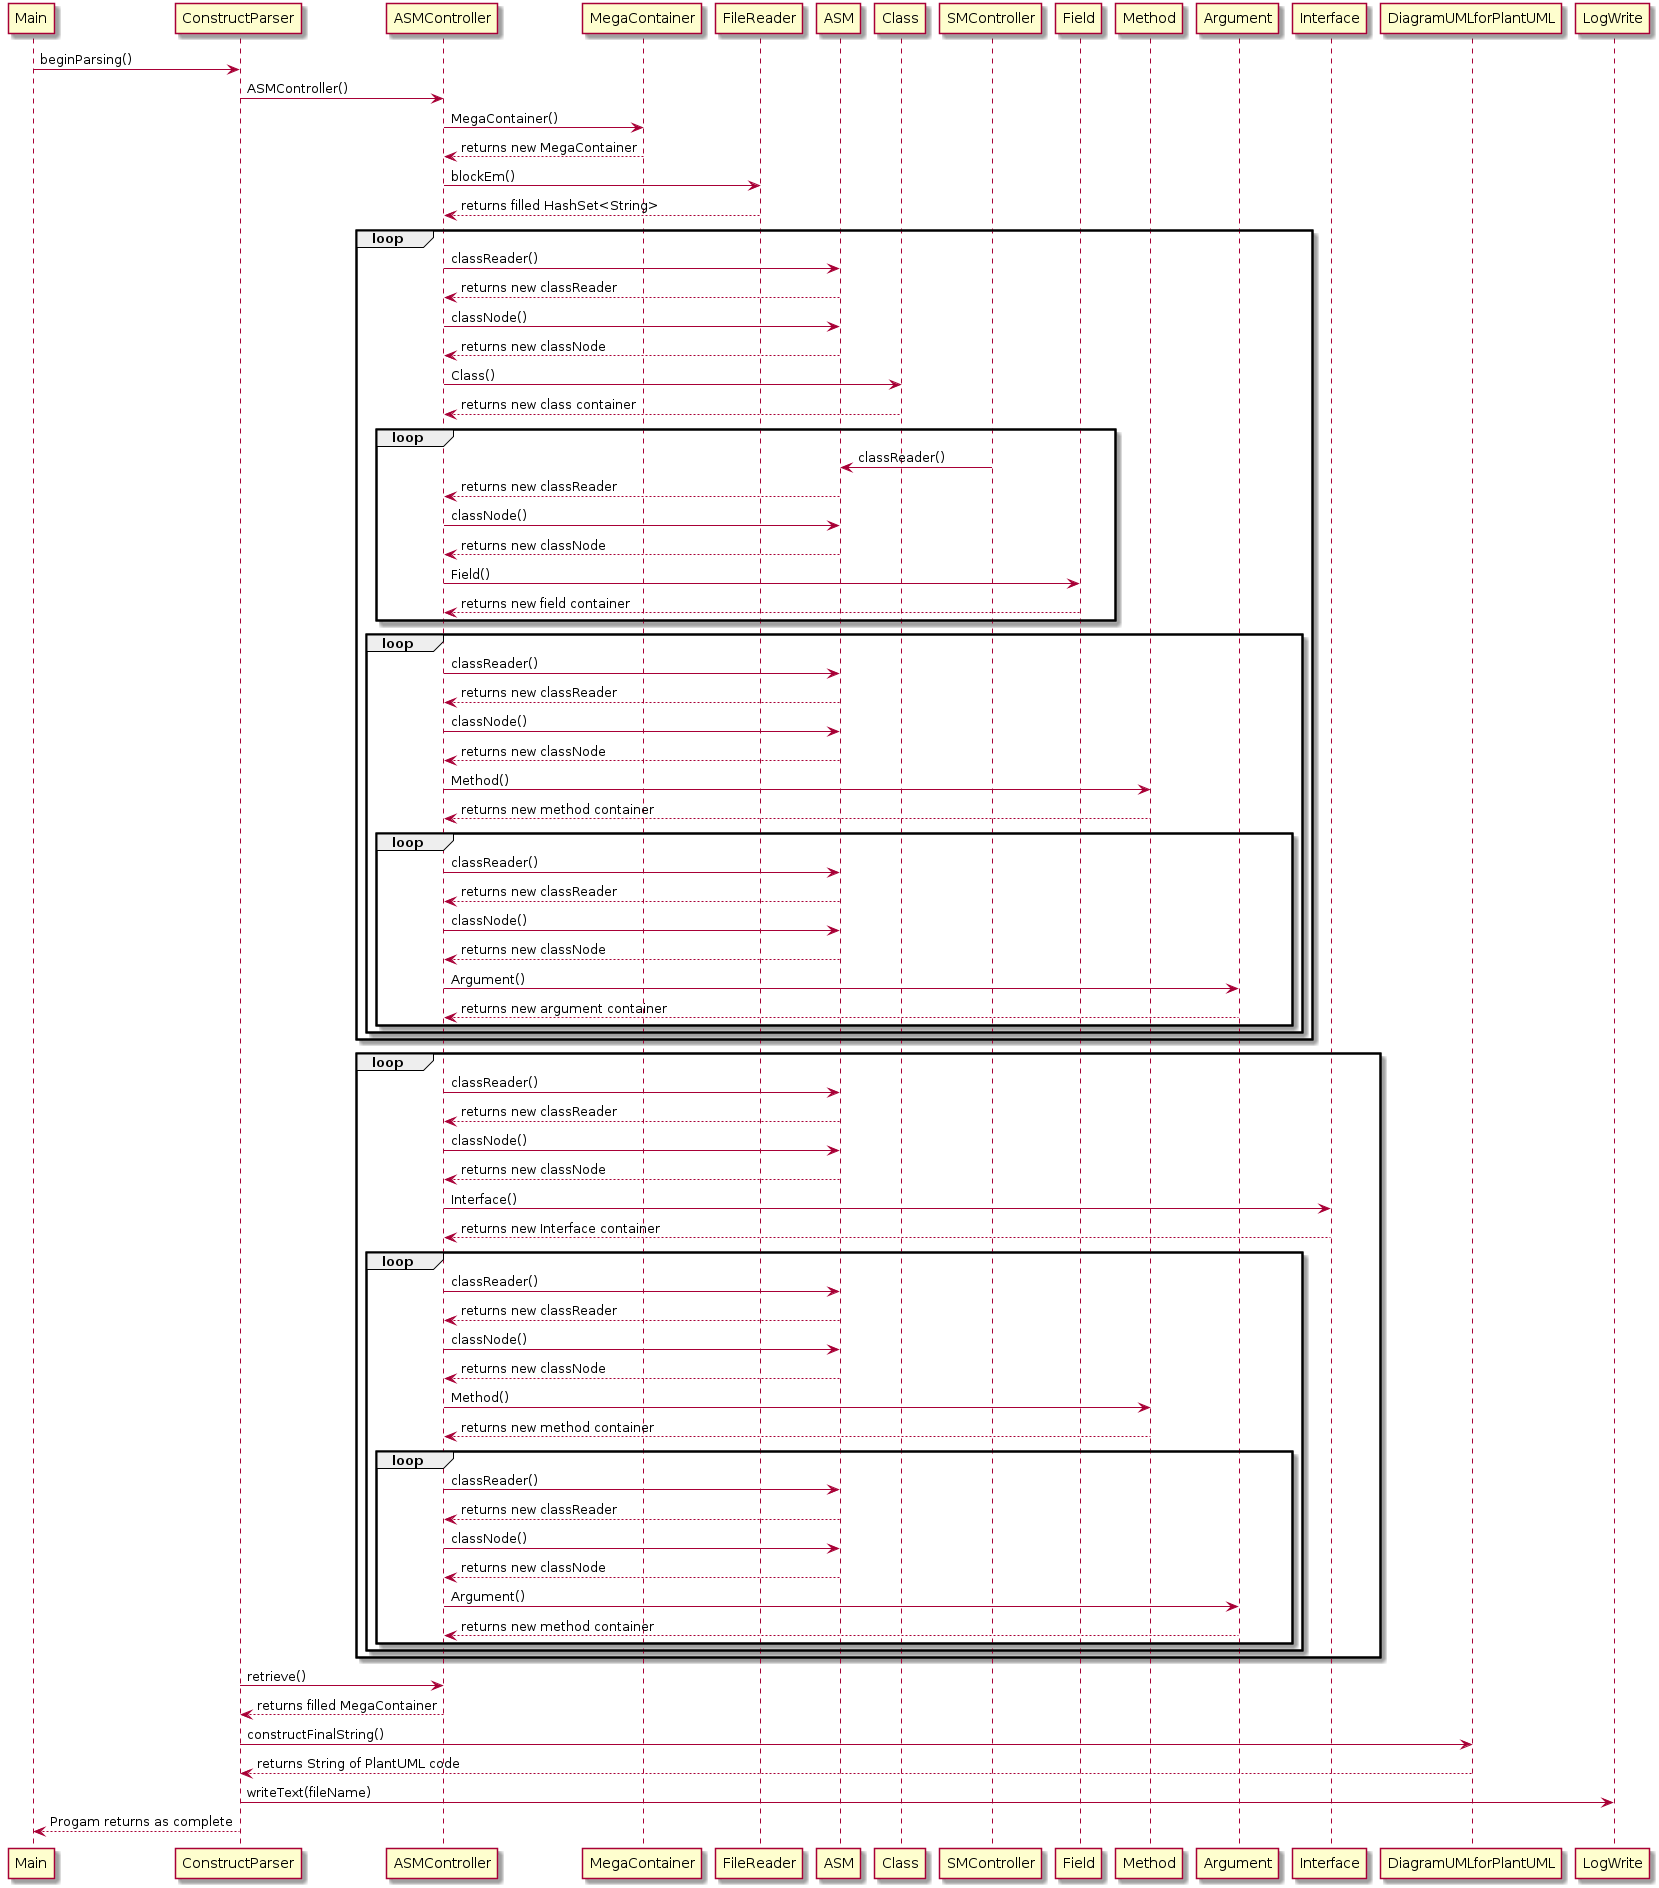 Main ConstructParser ASMController MegaContainer FileReader ASM Class SMController Field Method Argument Interface DiagramUMLforPlantUML LogWrite
beginParsing()
ASMController()
MegaContainer()
returns new MegaContainer
blockEm()
returns filled HashSet<String>
loop
classReader()
returns new classReader
classNode()
returns new classNode
Class()
returns new class container
loop
classReader()
returns new classReader
classNode()
returns new classNode
Field()
returns new field container
loop
classReader()
returns new classReader
classNode()
returns new classNode
Method()
returns new method container
loop
classReader()
returns new classReader
classNode()
returns new classNode
Argument()
returns new argument container
loop
classReader()
returns new classReader
classNode()
returns new classNode
Interface()
returns new Interface container
loop
classReader()
returns new classReader
classNode()
returns new classNode
Method()
returns new method container
loop
classReader()
returns new classReader
classNode()
returns new classNode
Argument()
returns new method container
retrieve()
returns filled MegaContainer
constructFinalString()
returns String of PlantUML code
writeText(fileName)
Progam returns as complete
Main ConstructParser ASMController MegaContainer FileReader ASM Class SMController Field Method Argument Interface DiagramUMLforPlantUML LogWrite